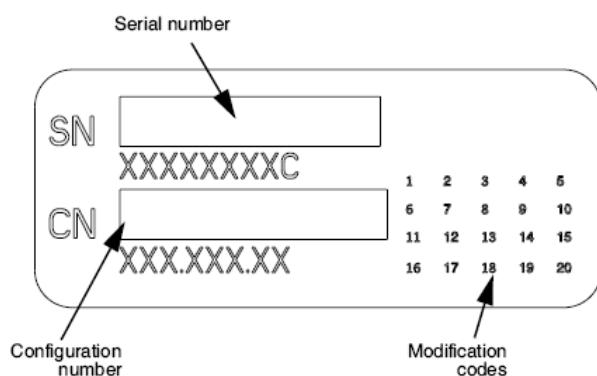 Serial number
SN
XXXXXXXXC
CN
XXX.XXX.XX
1 2 3 4 5
6 7 8 9 10
11 12 13 14 15
16 17 18 19 20
Configuration
number
Modification
codes